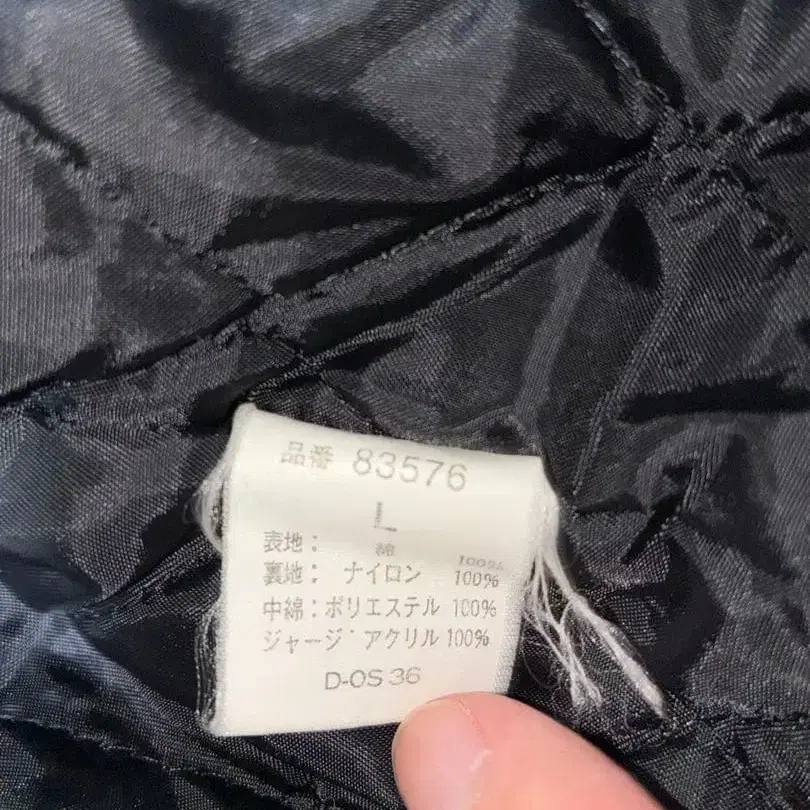 品番 83576
L
表地： 綿 100%
裏地： ナイロン 100%
中綿：ポリエステル 100%
ジャージ：アクリル 100%
D-OS 36